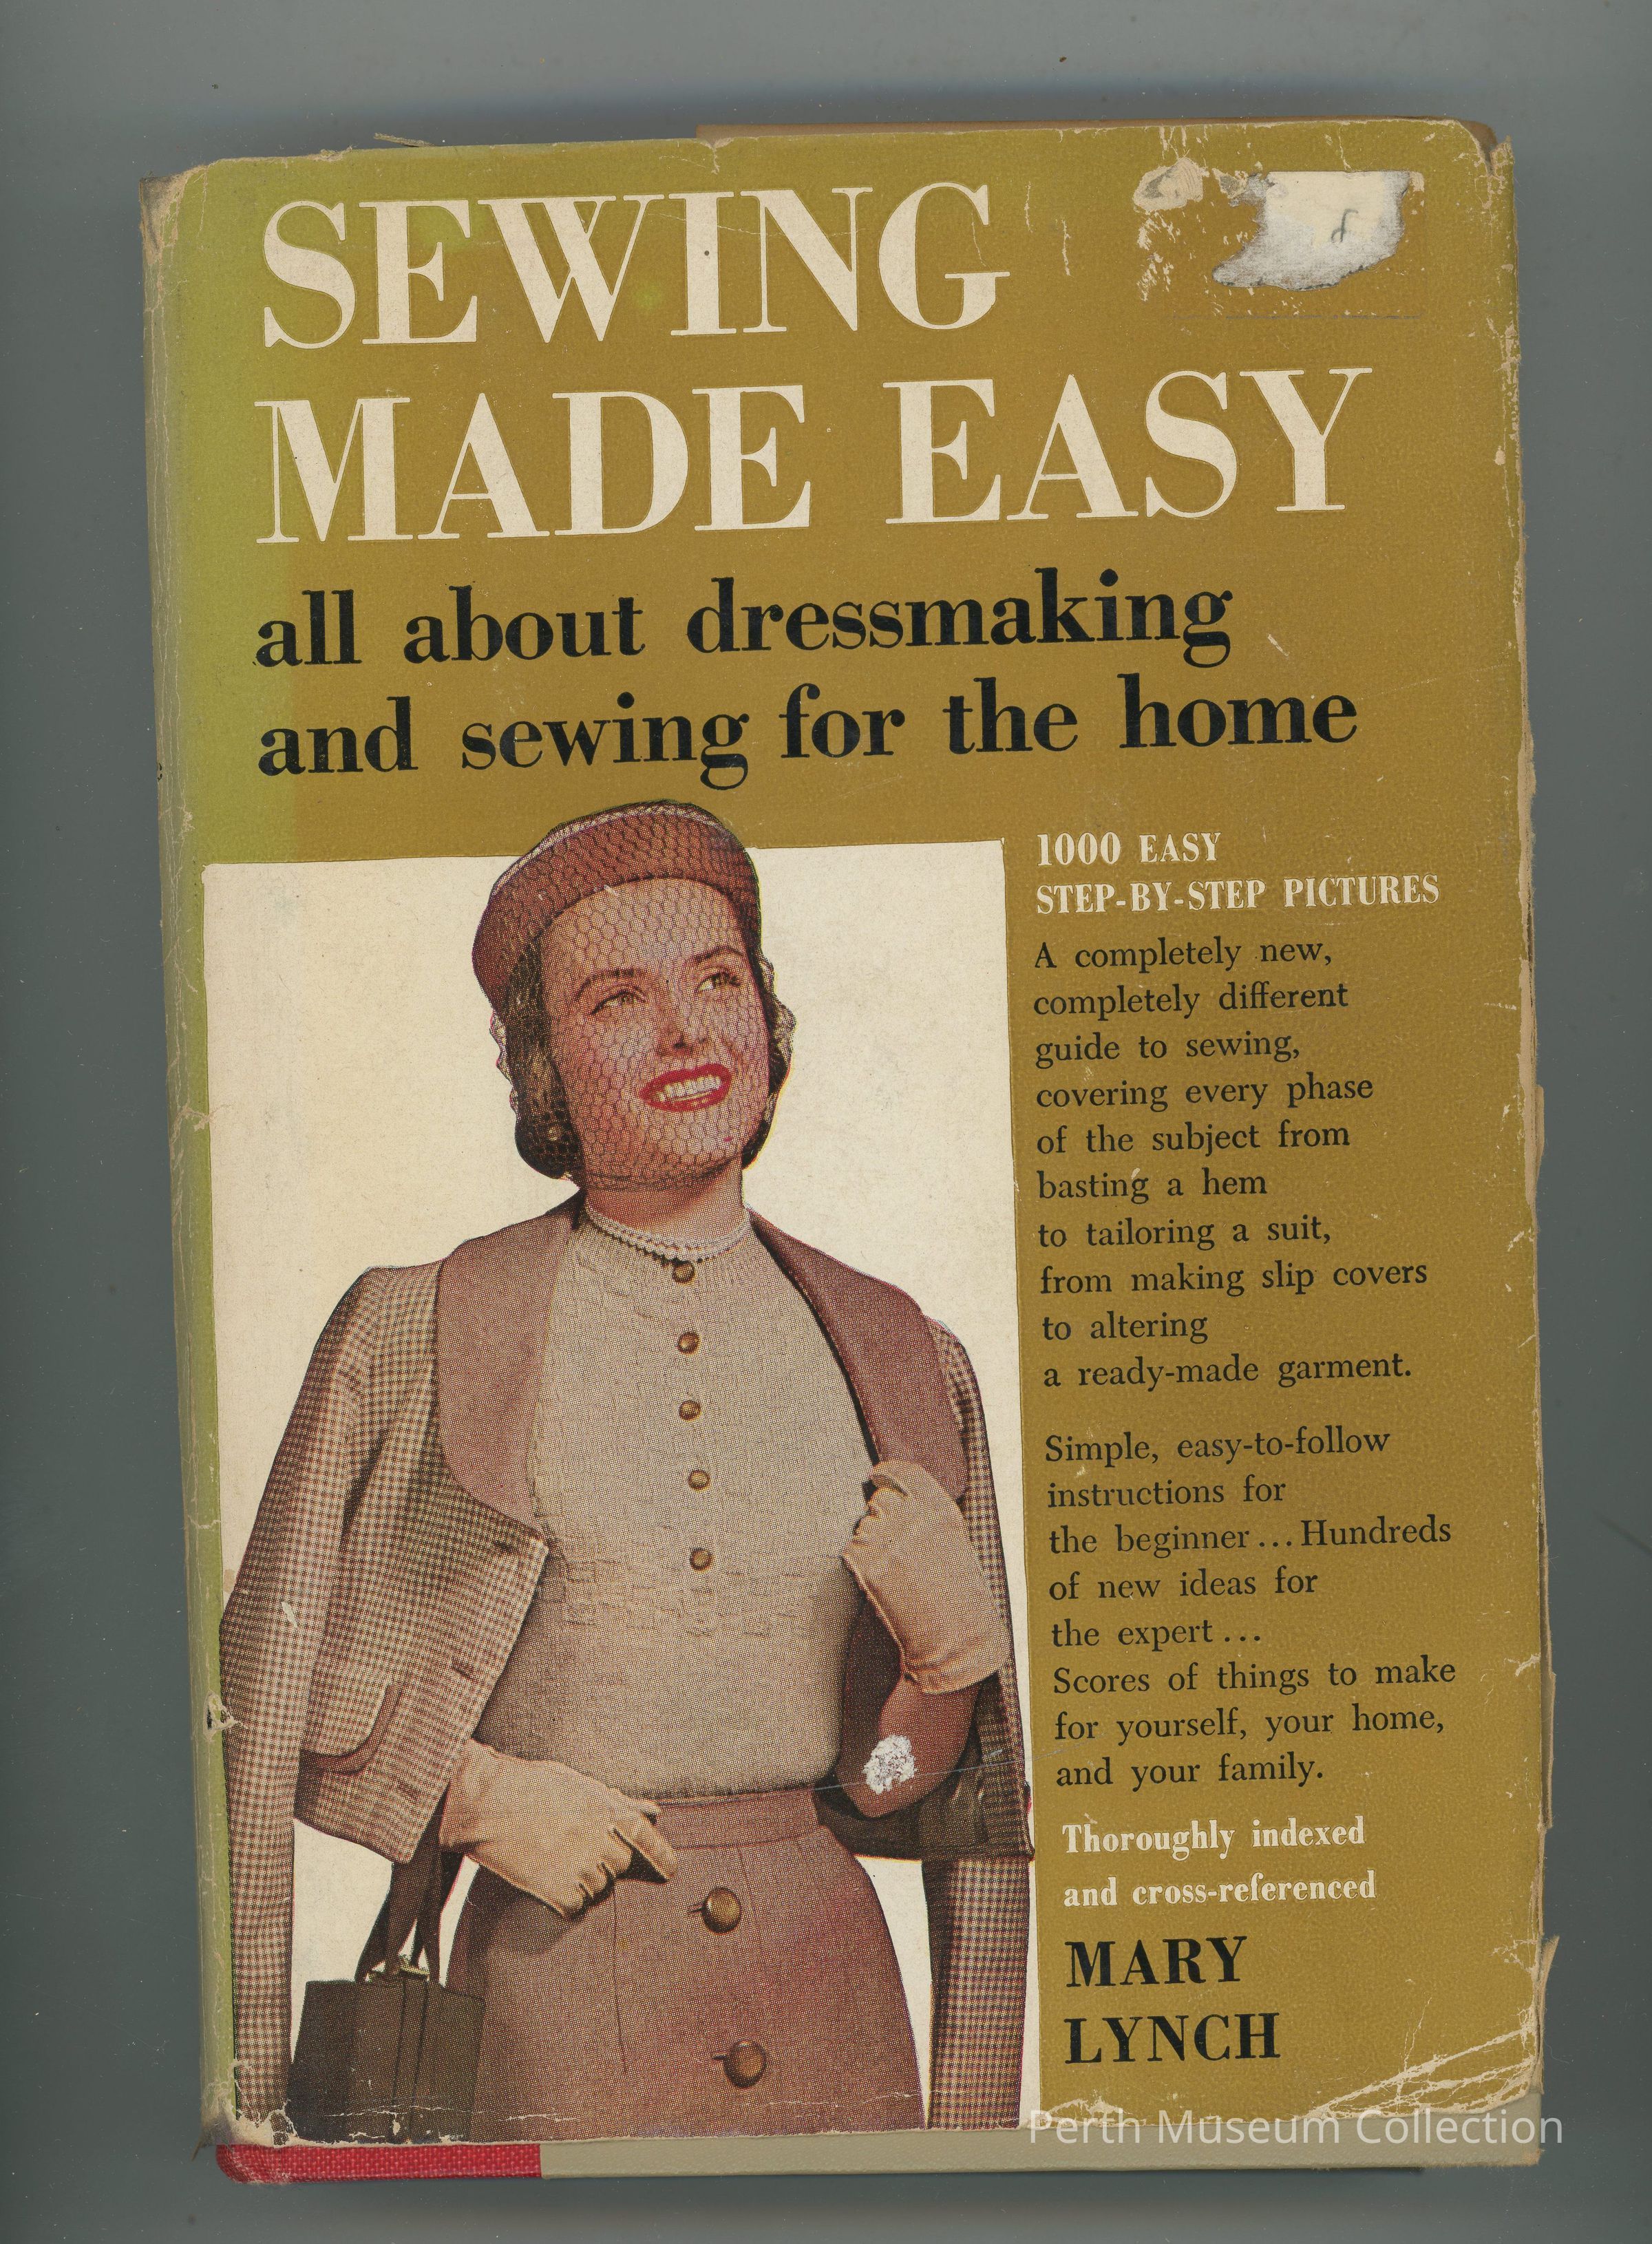 SEWING
MADE EASY
all about dressmaking
and sewing for the home
1000 EASY
STEP-BY-STEP PICTURES
A completely new,
completely different
guide to sewing,
covering every phase
of the subject from
basting a hem
to tailoring a suit,
from making slip covers
to altering
a ready-made garment.
Simple, easy-to-follow
instructions for
the beginner ... Hundreds
of new ideas for
the expert ...
Scores of things to make
for yourself, your home,
and your family.
Thoroughly indexed
and cross-referenced
MARY
LYNCH
Perth Museum Collection